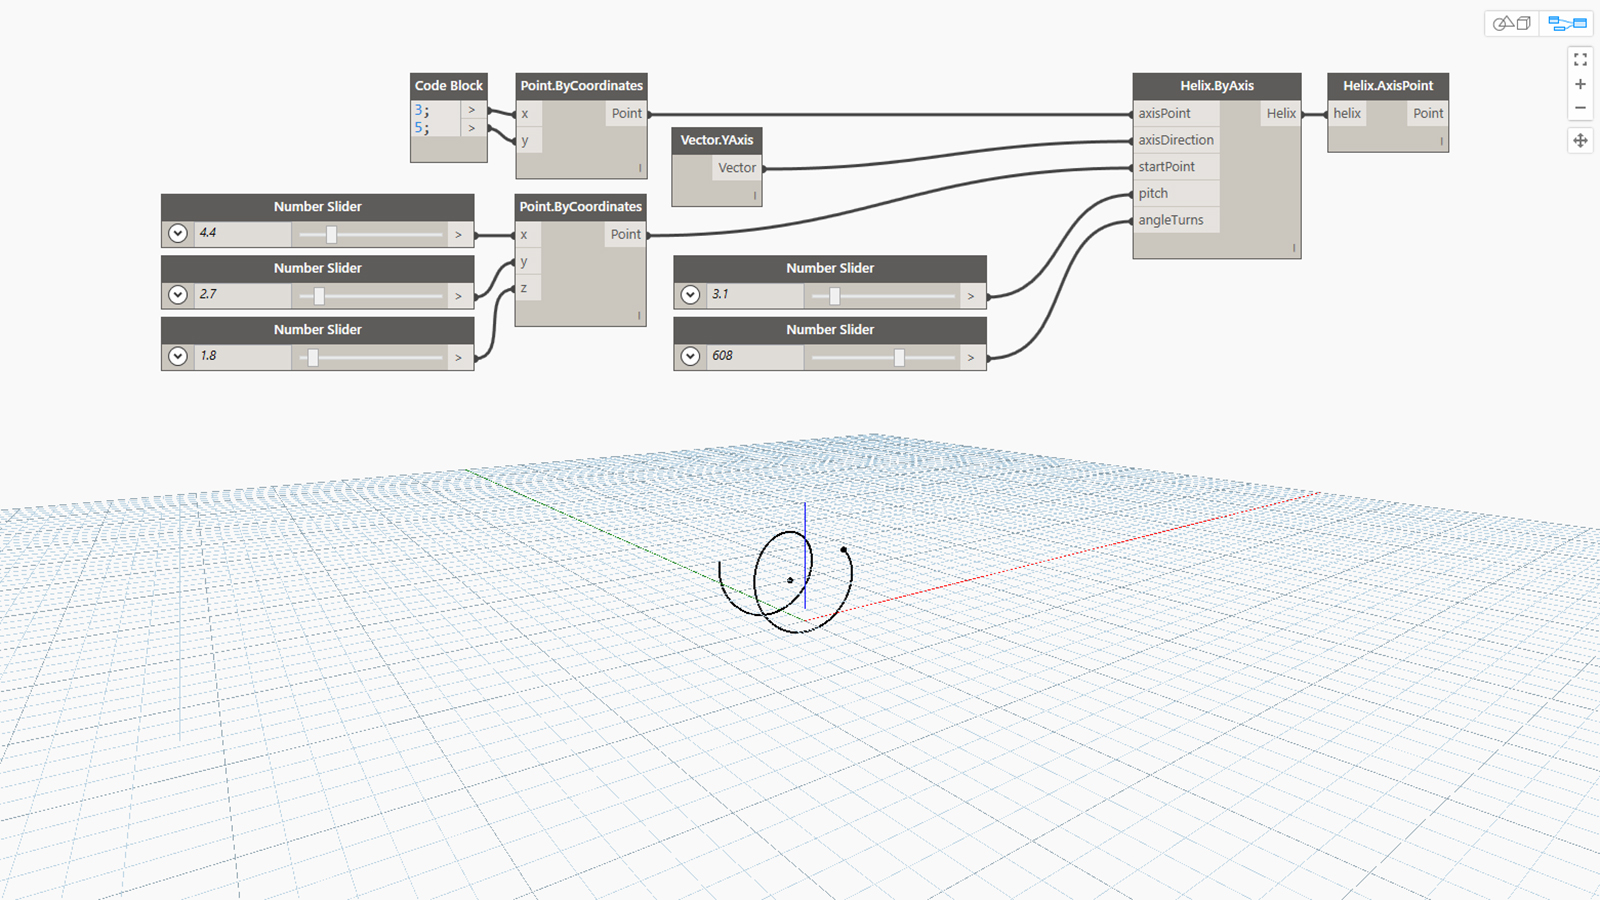 Code Block
3; >
5; >
Point.ByCoordinates
x Point
y
Vector.YAxis
Vector
Helix.ByAxis
axisPoint Helix
axisDirection
startPoint
pitch
angleTurns
Helix.AxisPoint
helix Point
Number Slider
4.4 >
Number Slider
2.7 >
Number Slider
1.8 >
Point.ByCoordinates
x Point
y
z
Number Slider
3.1 >
Number Slider
608 >